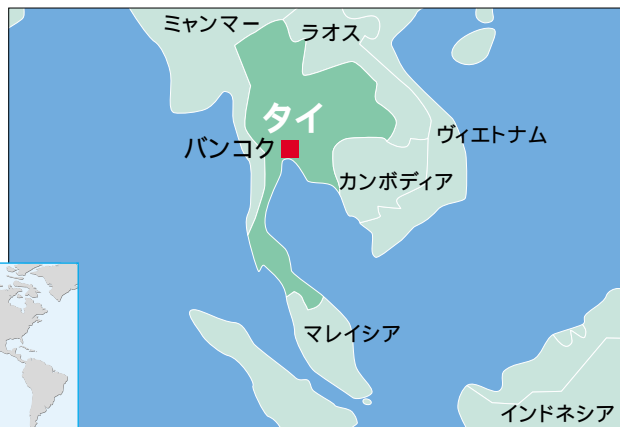 ミャンマー
ラオス
タイ
バンコク
ヴィエトナム
カンボディア
マレイシア
インドネシア